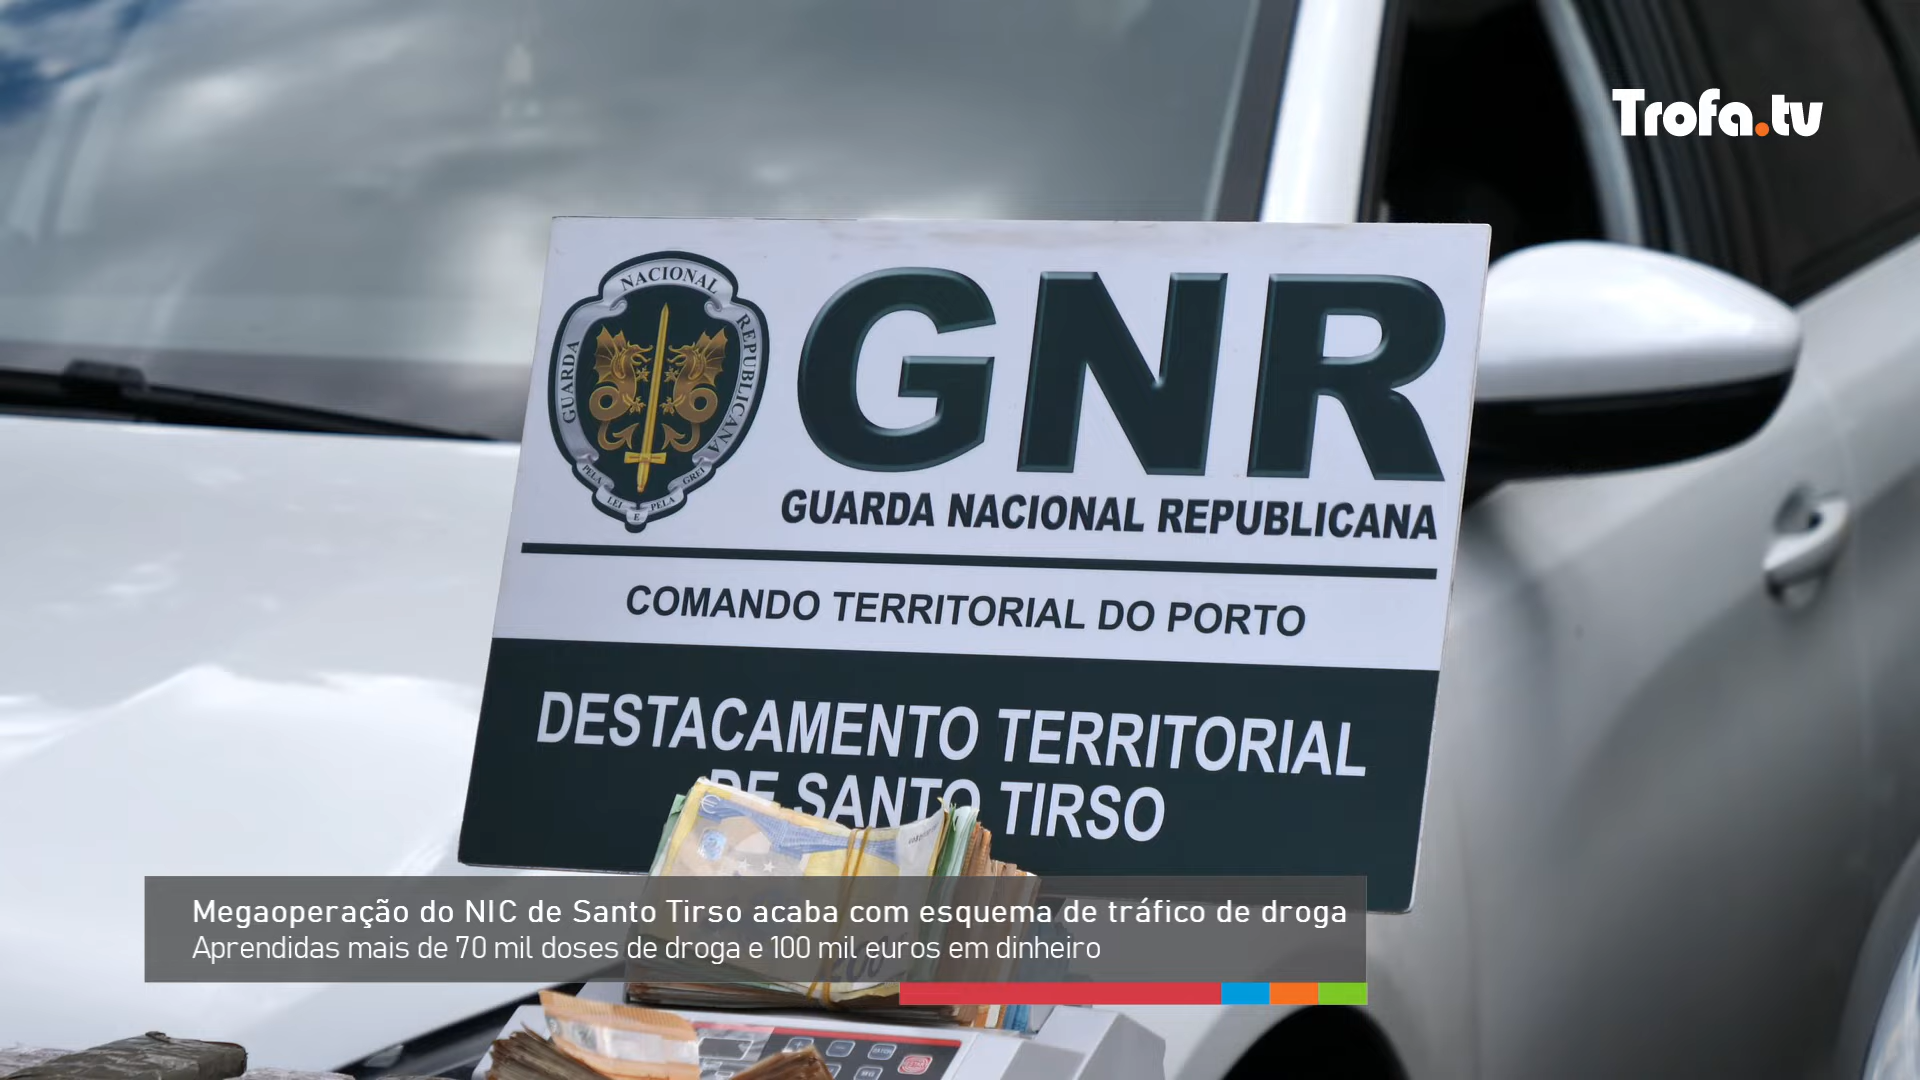 Trofa.tv
NACIONAL
GUARDA
REPUBLICANA
PELA LEI E PELA GREI
GNR
GUARDA NACIONAL REPUBLICANA
COMANDO TERRITORIAL DO PORTO
DESTACAMENTO TERRITORIAL
DE SANTO TIRSO
Megaoperação do NIC de Santo Tirso acaba com esquema de tráfico de droga
Aprendidas mais de 70 mil doses de droga e 100 mil euros em dinheiro